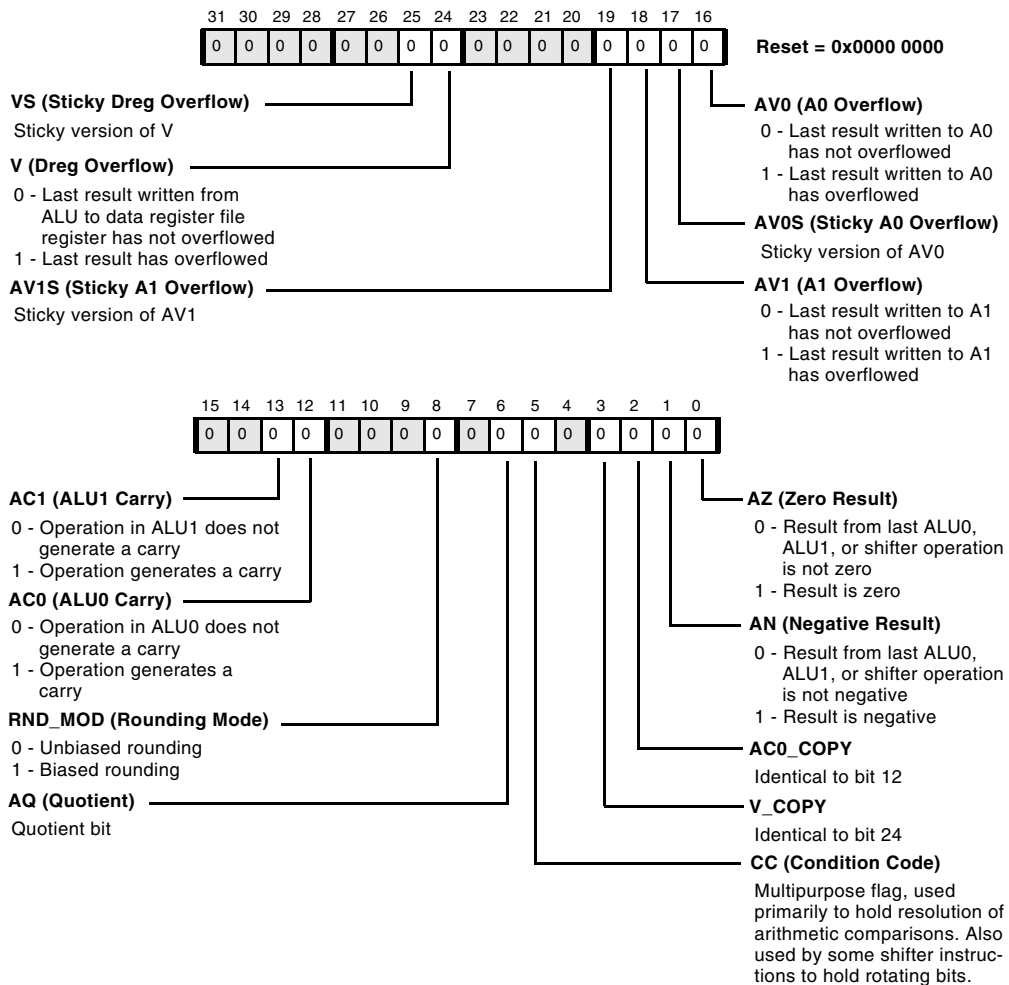 31 30 29 28 27 26 25 24 23 22 21 20 19 18 17 16
0 0 0 0 0 0 0 0 0 0 0 0 0 0 0 0
Reset = 0x0000 0000
VS (Sticky Dreg Overflow)
Sticky version of V
V (Dreg Overflow)
0 - Last result written from
ALU to data register file
register has not overflowed
1 - Last result has overflowed
AV1S (Sticky A1 Overflow)
Sticky version of AV1
AV0 (A0 Overflow)
0 - Last result written to A0
has not overflowed
1 - Last result written to A0
has overflowed
AV0S (Sticky A0 Overflow)
Sticky version of AV0
AV1 (A1 Overflow)
0 - Last result written to A1
has not overflowed
1 - Last result written to A1
has overflowed
15 14 13 12 11 10 9 8 7 6 5 4 3 2 1 0
0 0 0 0 0 0 0 0 0 0 0 0 0 0 0 0
AC1 (ALU1 Carry)
0 - Operation in ALU1 does not
generate a carry
1 - Operation generates a carry
AC0 (ALU0 Carry)
0 - Operation in ALU0 does not
generate a carry
1 - Operation generates a
carry
RND_MOD (Rounding Mode)
0 - Unbiased rounding
1 - Biased rounding
AQ (Quotient)
Quotient bit
AZ (Zero Result)
0 - Result from last ALU0,
ALU1, or shifter operation
is not zero
1 - Result is zero
AN (Negative Result)
0 - Result from last ALU0,
ALU1, or shifter operation
is not negative
1 - Result is negative
AC0_COPY
Identical to bit 12
V_COPY
Identical to bit 24
CC (Condition Code)
Multipurpose flag, used
primarily to hold resolution of
arithmetic comparisons. Also
used by some shifter instruc-
tions to hold rotating bits.